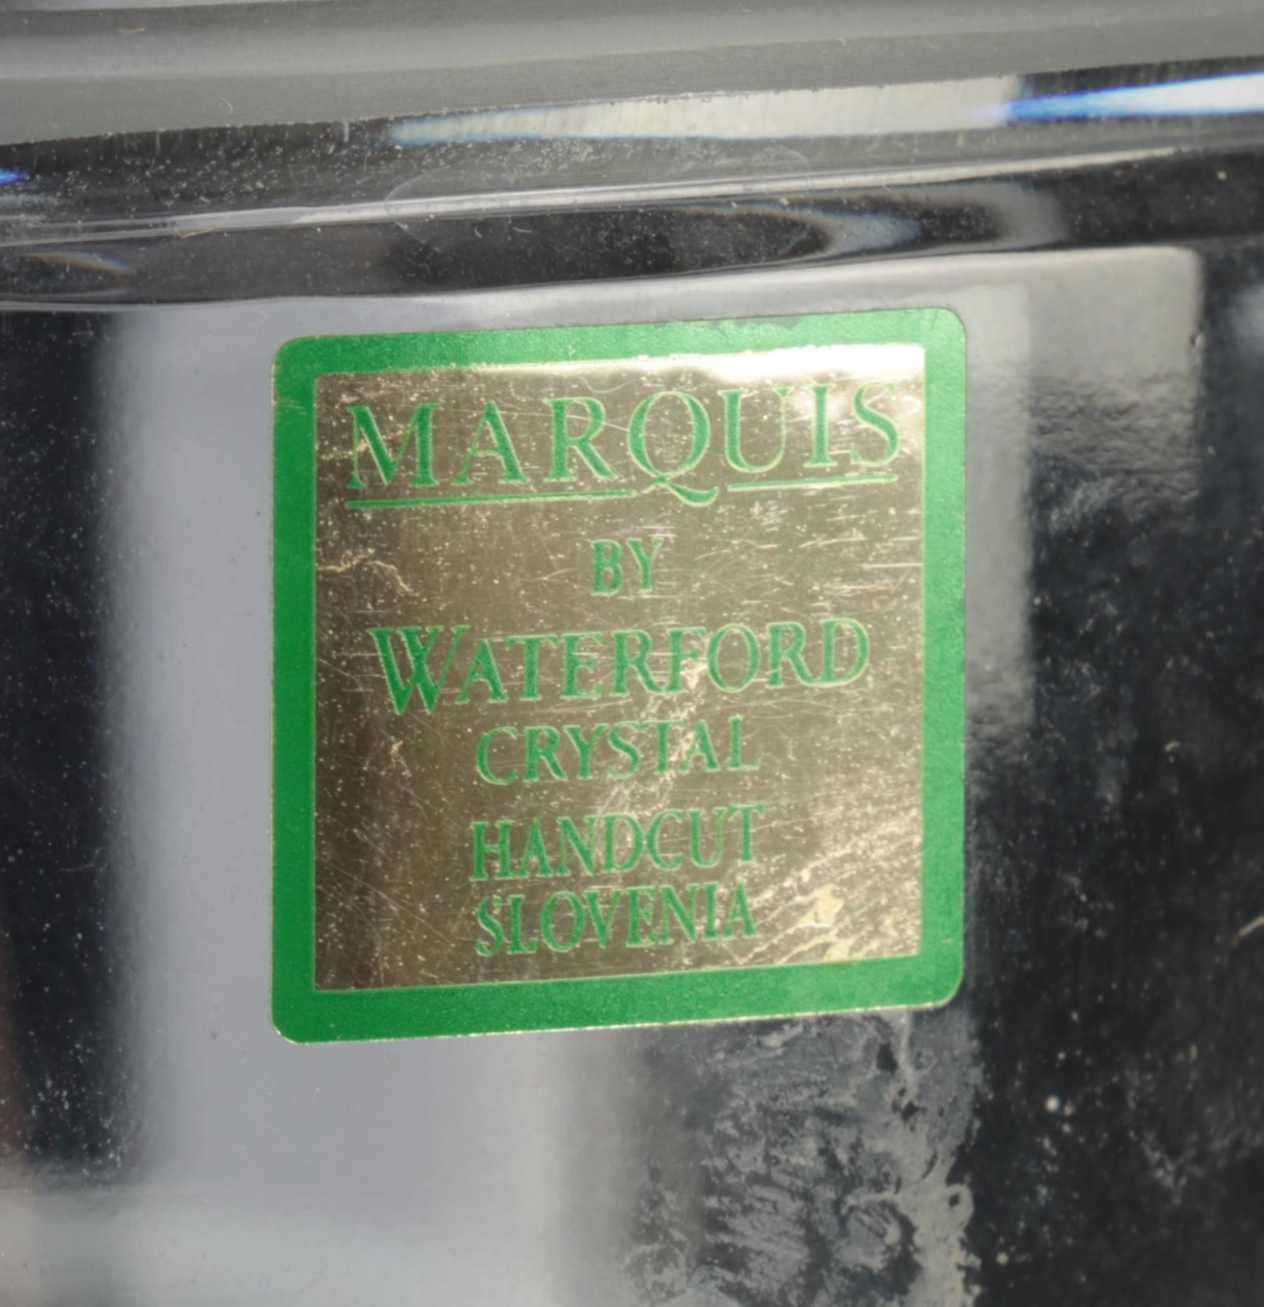 MARQUIS
BY
WATERFORD
CRYSTAL
HANDCUT
SLOVENIA